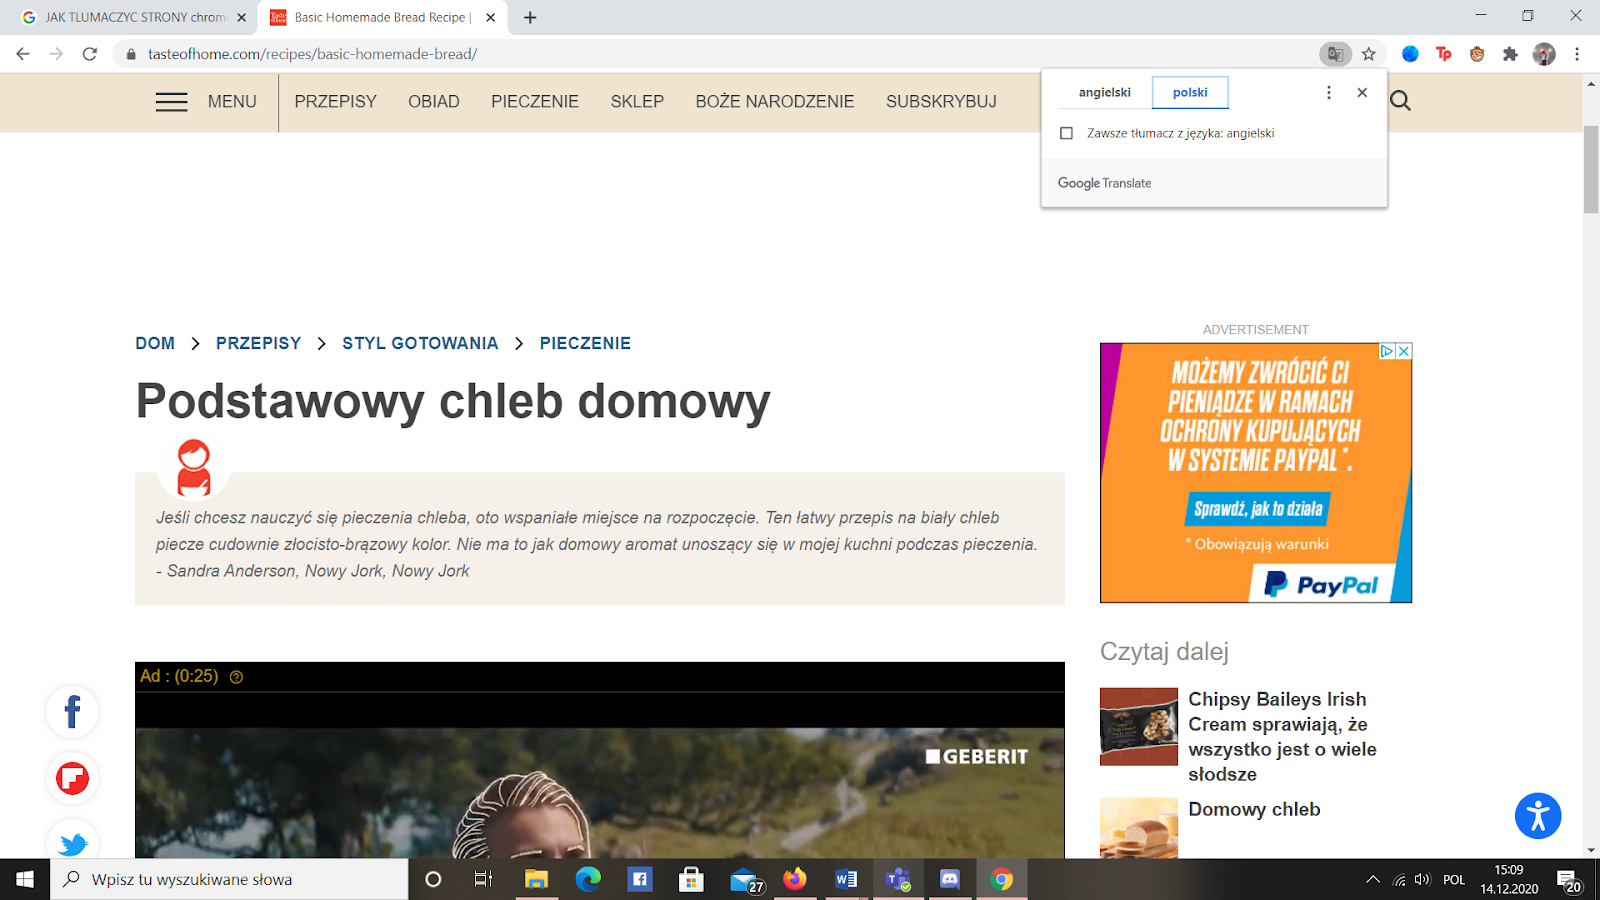 JAK TLUMACZYC STRONY chrom
Basic Homemade Bread Recipe |
tasteofhome.com/recipes/basic-homemade-bread/
Tp
MENU
PRZEPISY
OBIAD
PIECZENIE
SKLEP
BOŻE NARODZENIE
SUBSKRYBUJ
angielski
polski
Zawsze tłumacz z języka: angielski
Google Translate
DOM
PRZEPISY
STYL GOTOWANIA
PIECZENIE
Podstawowy chleb domowy
Jeśli chcesz nauczyć się pieczenia chleba, oto wspaniałe miejsce na rozpoczęcie. Ten łatwy przepis na biały chleb
piecze cudownie złocisto-brązowy kolor. Nie ma to jak domowy aromat unoszący się w mojej kuchni podczas pieczenia.
- Sandra Anderson, Nowy Jork, Nowy Jork
Ad : (0:25)
GEBERIT
ADVERTISEMENT
MOŻEMY ZWRÓCIĆ CI
PIENIĄDZE W RAMACH
OCHRONY KUPUJĄCYCH
W SYSTEMIE PAYPAL*.
Sprawdź, jak to działa
* Obowiązują warunki
PayPal
Czytaj dalej
Chipsy Baileys Irish
Cream sprawiają, że
wszystko jest o wiele
słodsze
Domowy chleb
Wpisz tu wyszukiwane słowa
27
POL
15:09
14.12.2020
20